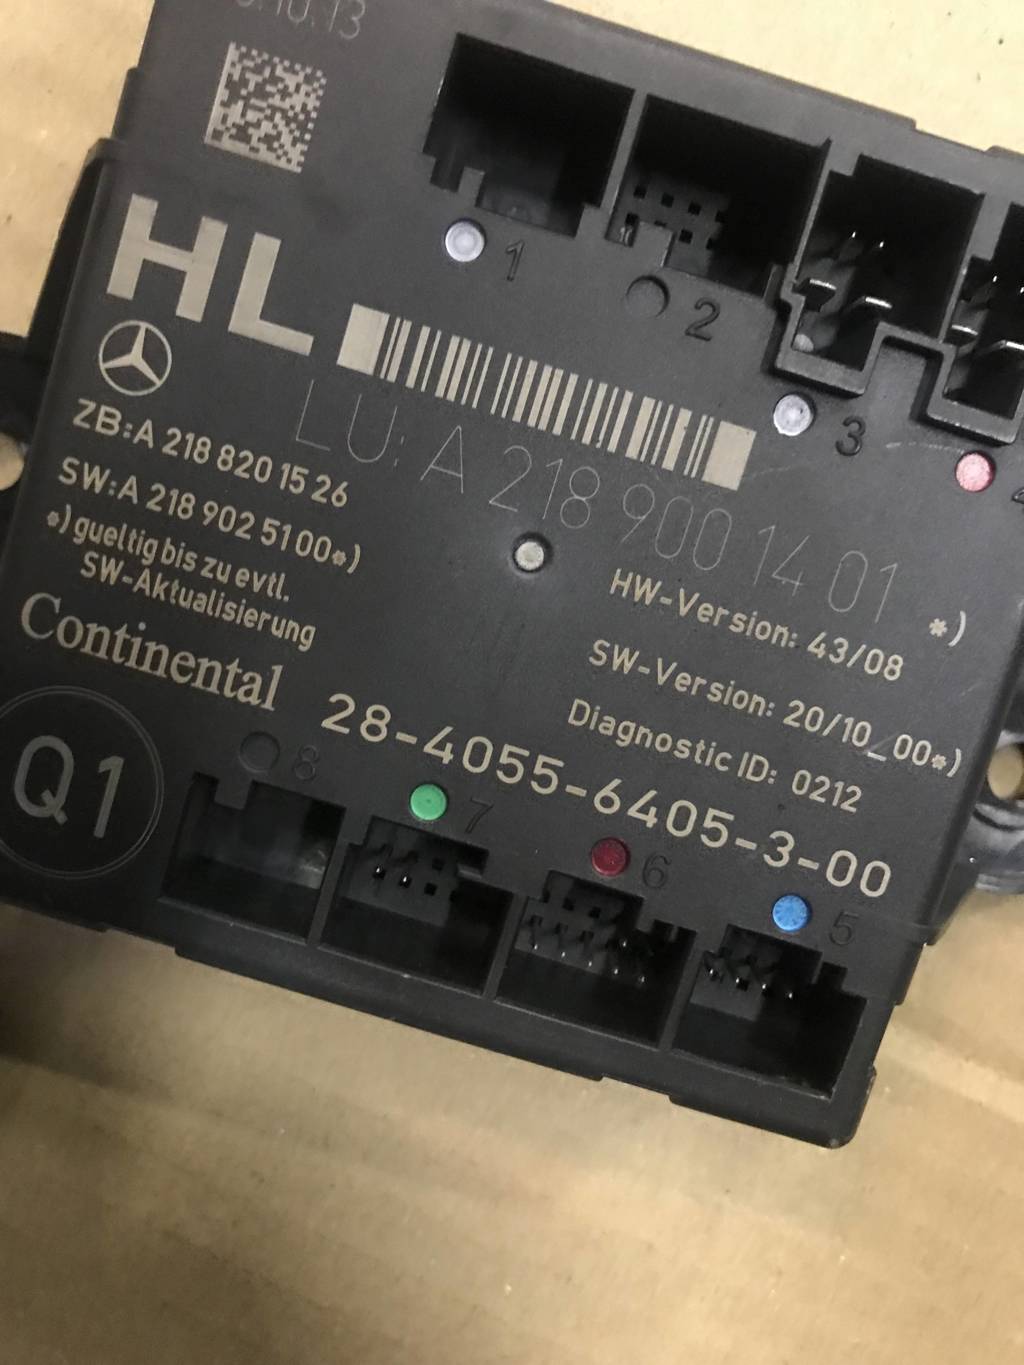 HL
1
2
3
ZB:A 218 820 15 26
SW:A 218 902 51 00*)
*) gueltig bis zu evtl.
SW-Aktualisierung
LU: A 218 900 14 01 *)
HW-Version: 43/08
SW-Version: 20/10_00*)
Diagnostic ID: 0212
Continental
28-4055-6405-3-00
Q1
8
7
6
5